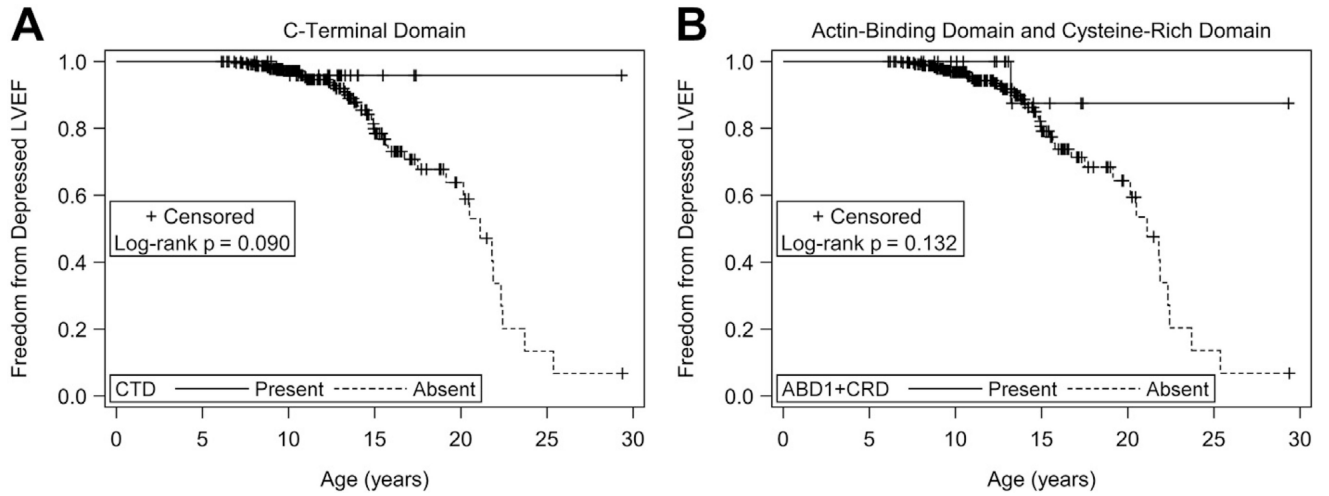 A
C-Terminal Domain
Freedom from Depressed LVEF
1.0
0.8
0.6
0.4
0.2
0.0
+ Censored
Log-rank p = 0.090
CTD Present Absent
0 5 10 15 20 25 30
Age (years)
B
Actin-Binding Domain and Cysteine-Rich Domain
Freedom from Depressed LVEF
1.0
0.8
0.6
0.4
0.2
0.0
+ Censored
Log-rank p = 0.132
ABD1+CRD Present Absent
0 5 10 15 20 25 30
Age (years)